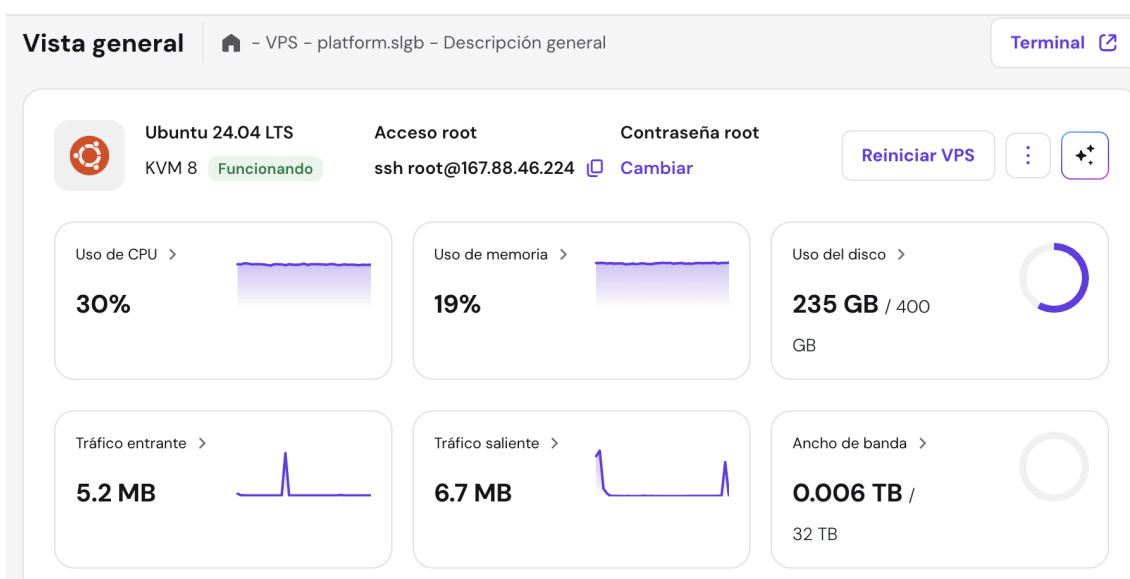 Vista general
- VPS - platform.slgb - Descripción general
Terminal
Ubuntu 24.04 LTS
KVM 8 Funcionando
Acceso root
ssh root@167.88.46.224
Contraseña root
Cambiar
Reiniciar VPS
Uso de CPU
30%
Uso de memoria
19%
Uso del disco
235 GB / 400
GB
Tráfico entrante
5.2 MB
Tráfico saliente
6.7 MB
Ancho de banda
0.006 TB /
32 TB